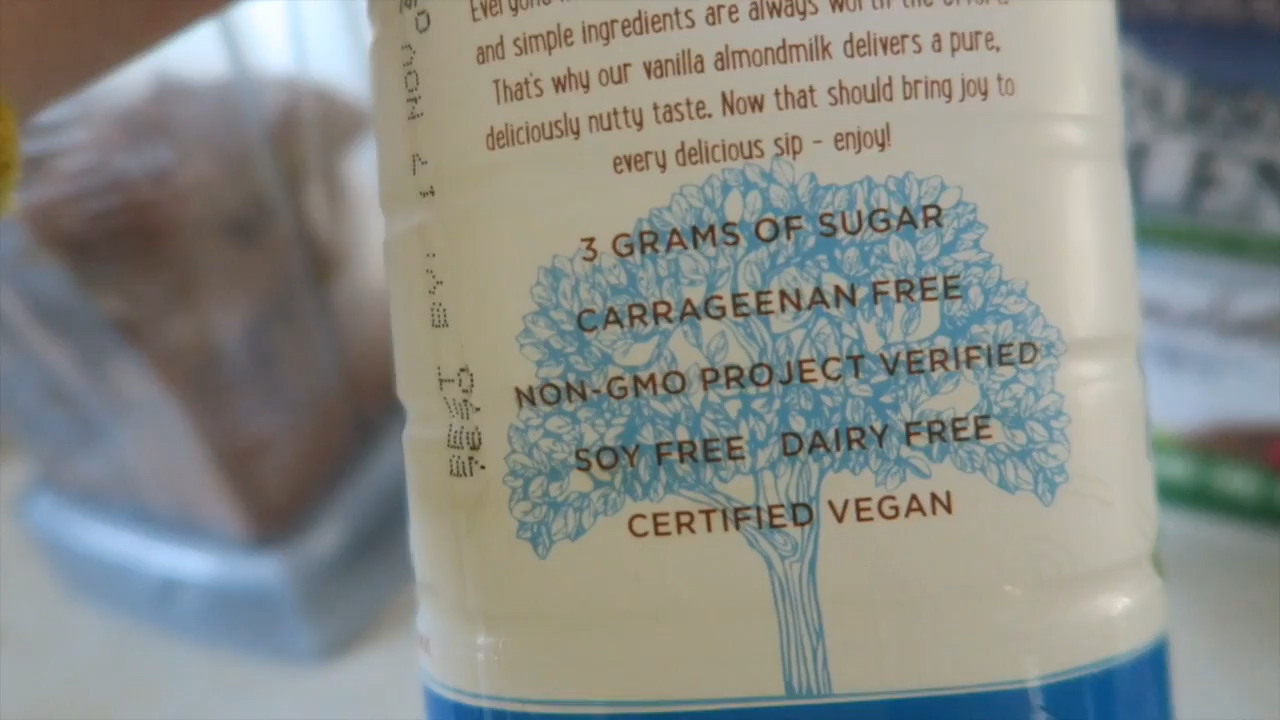 and simple ingredients are always
That's why our vanilla almondmilk delivers a pure,
deliciously nutty taste. Now that should bring joy to
every delicious sip - enjoy!
3 GRAMS OF SUGAR
CARRAGEENAN FREE
NON-GMO PROJECT VERIFIED
SOY FREE DAIRY FREE
CERTIFIED VEGAN
BEST BY: